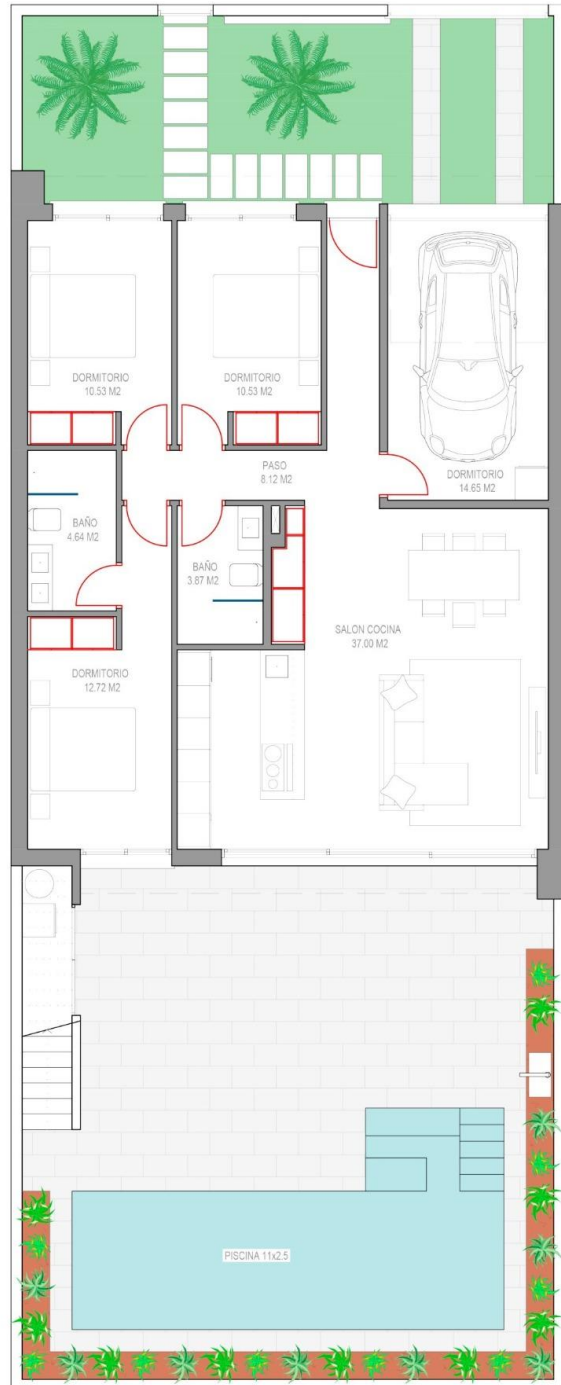 DORMITORIO
10.53 M2
DORMITORIO
10.53 M2
PASO
8.12 M2
DORMITORIO
14.65 M2
BAÑO
4.64 M2
BAÑO
3.87 M2
SALON COCINA
37.00 M2
DORMITORIO
12.72 M2
PISCINA 11x2,5